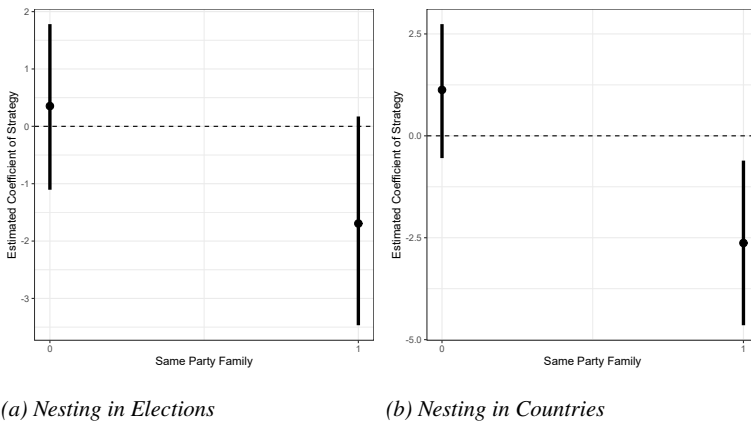 Estimated Coefficient of Strategy
2
1
0
-1
-2
-3
0
1
Same Party Family
Estimated Coefficient of Strategy
2.5
0.0
-2.5
-5.0
0
1
Same Party Family
(a) Nesting in Elections
(b) Nesting in Countries